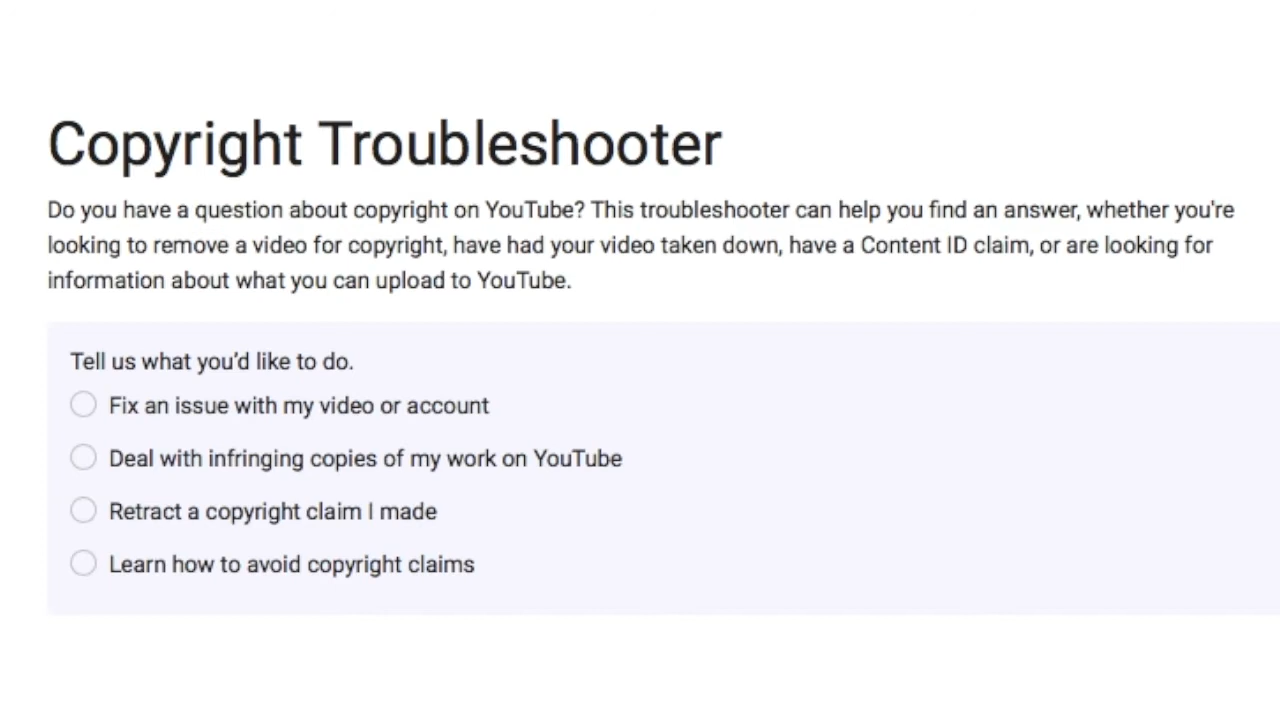 Copyright Troubleshooter
Do you have a question about copyright on YouTube? This troubleshooter can help you find an answer, whether you're
looking to remove a video for copyright, have had your video taken down, have a Content ID claim, or are looking for
information about what you can upload to YouTube.
Tell us what you’d like to do.
Fix an issue with my video or account
Deal with infringing copies of my work on YouTube
Retract a copyright claim I made
Learn how to avoid copyright claims